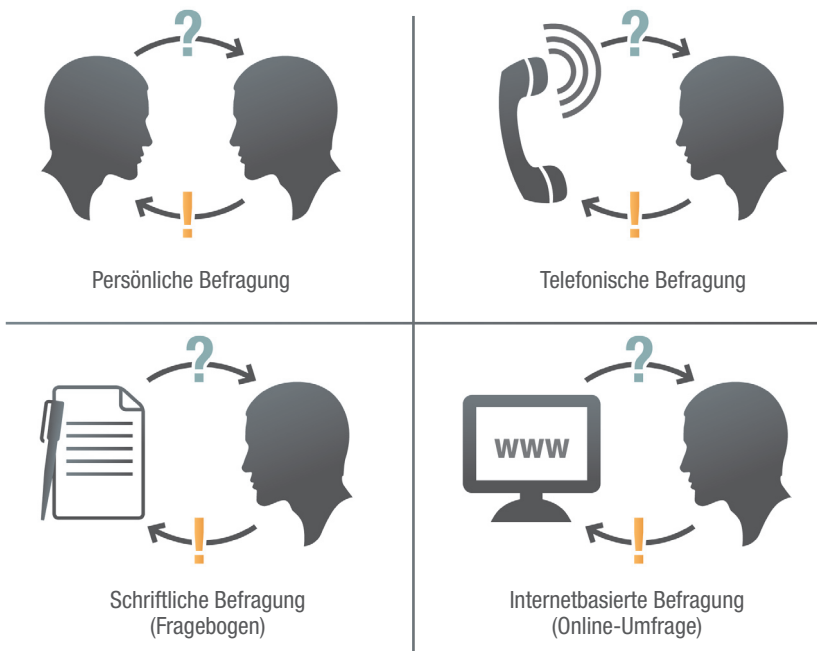 ?
?
!
!
Persönliche Befragung
Telefonische Befragung
?
?
www
!
!
Schriftliche Befragung
(Fragebogen)
Internetbasierte Befragung
(Online-Umfrage)